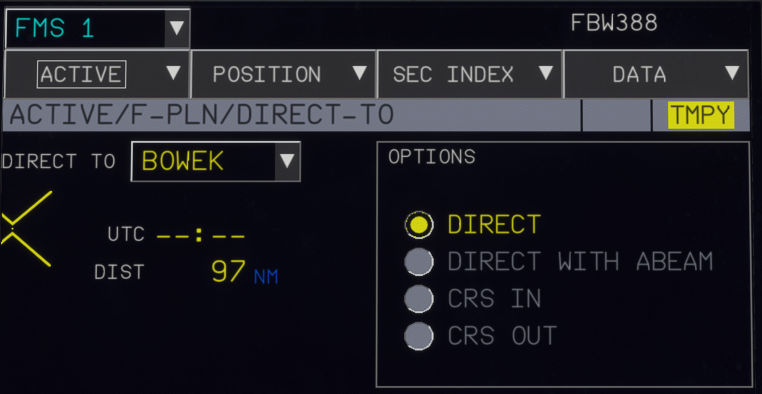 FMS 1
FBW388
ACTIVE POSITION SEC INDEX DATA
ACTIVE/F-PLN/DIRECT-TO TMPY
DIRECT TO BOWEK
UTC --:--
DIST 97 NM
OPTIONS
DIRECT
DIRECT WITH ABEAM
CRS IN
CRS OUT